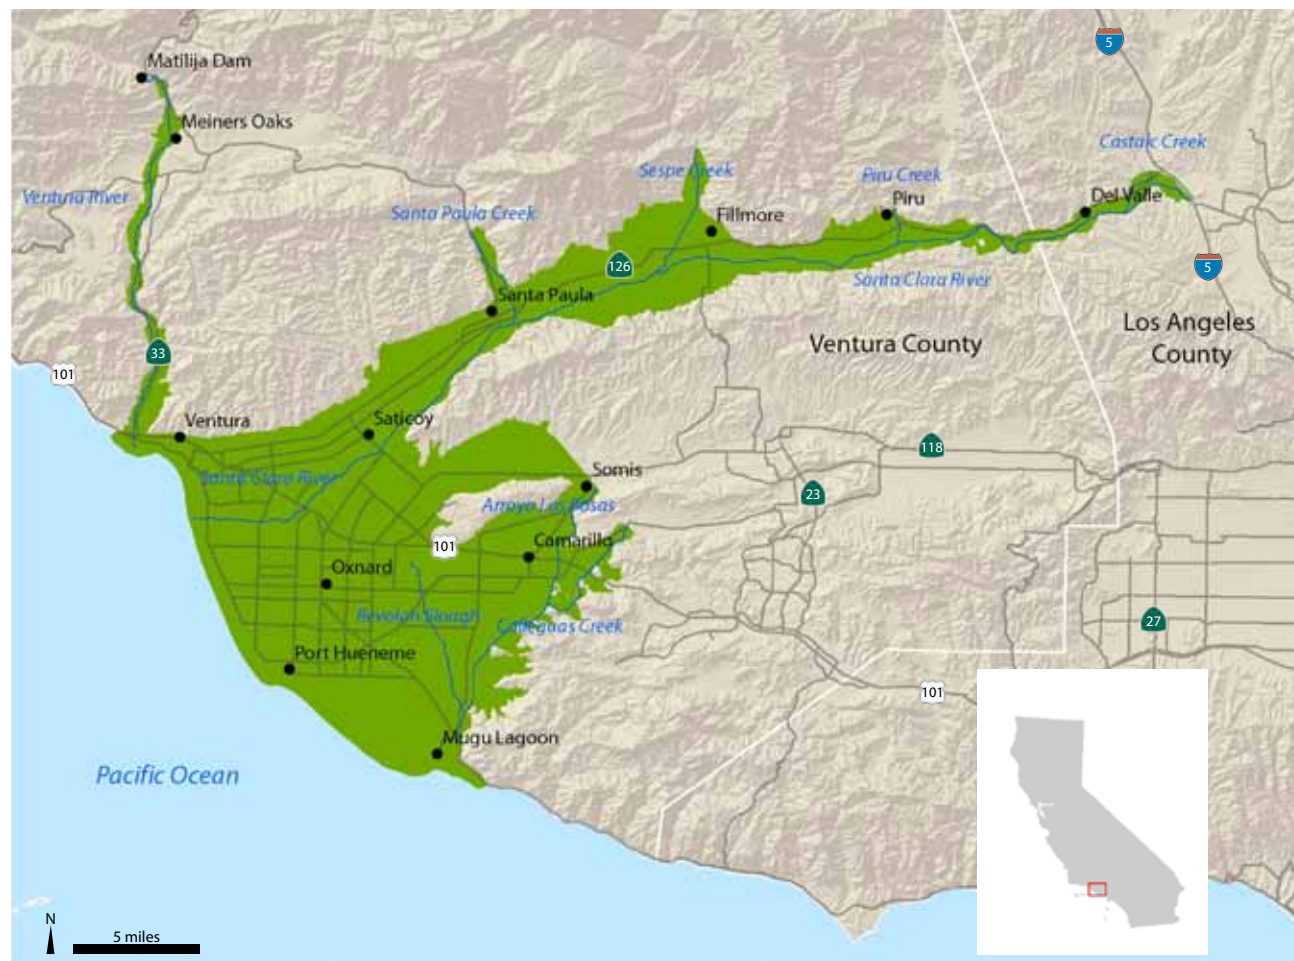 5
Matilija Dam
Meiners Oaks
Castaic Creek
Sespe Creek
Piru Creek
Ventura River
Piru
Del Valle
Santa Paula Creek
Fillmore
126
5
Santa Clara River
Santa Paula
Los Angeles
County
Ventura County
33
101
Ventura
Saticoy
118
Somis
Santa Clara River
23
Arroyo Las Posas
101
Camarillo
Oxnard
Revolon Slough
Calleguas Creek
27
Port Hueneme
101
Mugu Lagoon
Pacific Ocean
N
5 miles